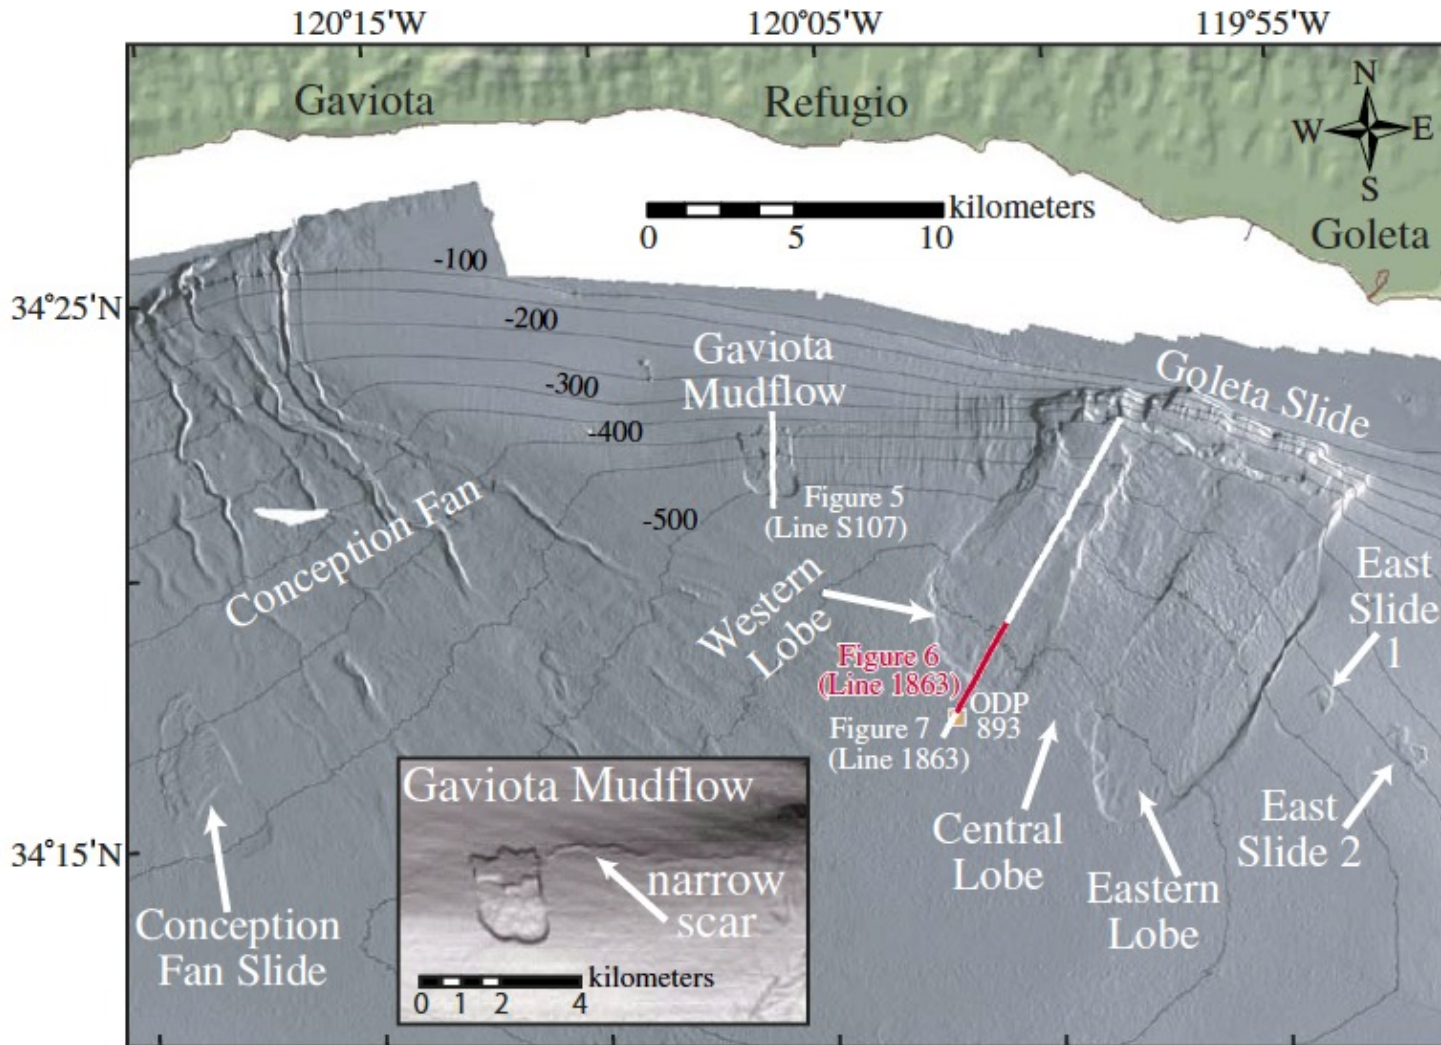 120°15'W
120°05'W
119°55'W
Gaviota
Refugio
N
W
E
S
Goleta
kilometers
0
5
10
34°25'N
-100
-200
-300
-400
-500
Gaviota
Mudflow
Goleta Slide
Figure 5
(Line S107)
Conception Fan
Western
Lobe
East
Slide
1
Figure 6
(Line 1863)
ODP
893
Figure 7
(Line 1863)
34°15'N
Gaviota Mudflow
narrow
scar
kilometers
0
1
2
4
Central
Lobe
Eastern
Lobe
East
Slide 2
Conception
Fan Slide